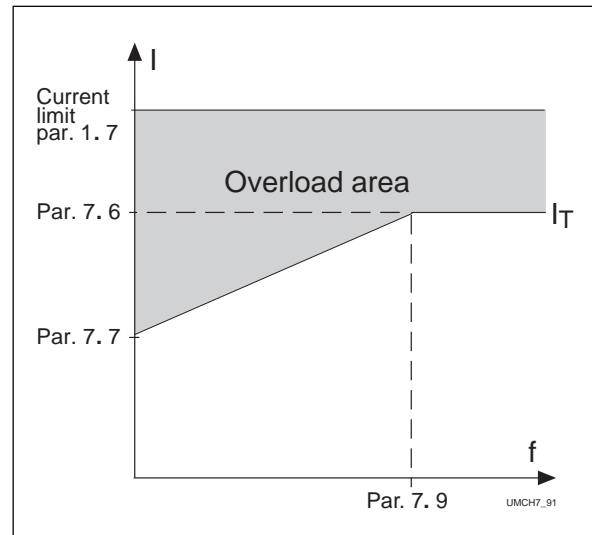 I
Current
limit
par. 1. 7
Overload area
Par. 7. 6
I_T
Par. 7. 7
f
Par. 7. 9
UMCH7_91